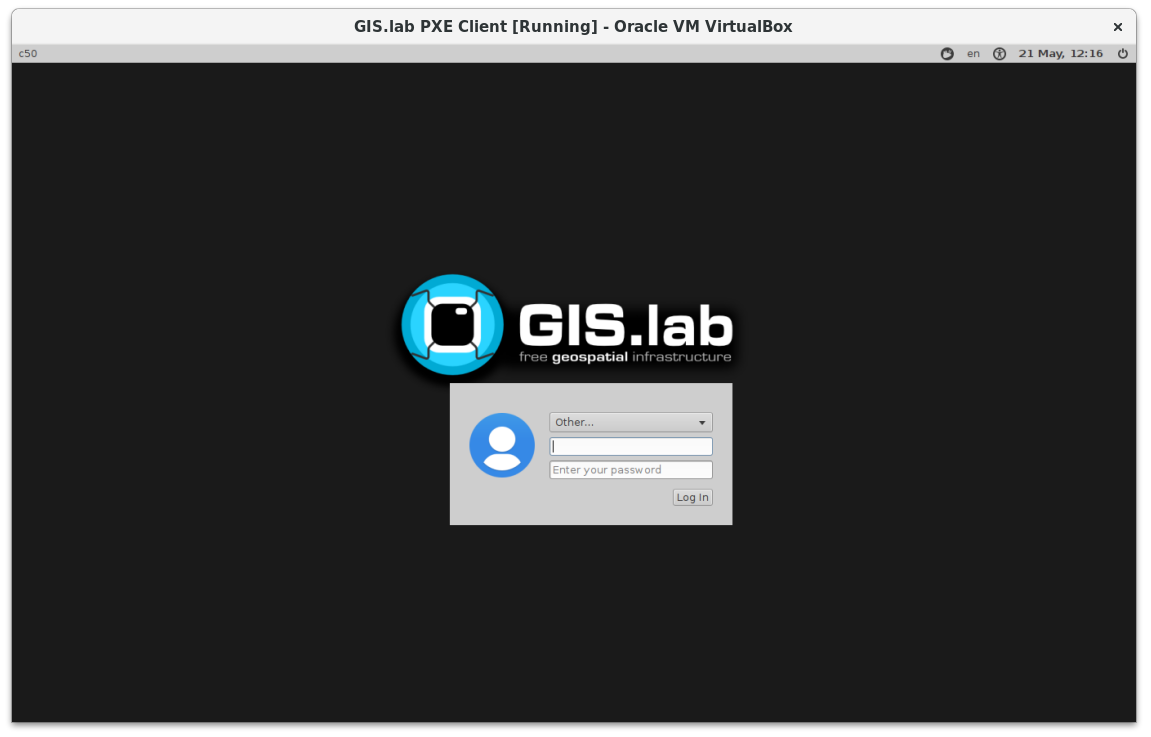 GIS.lab PXE Client [Running] - Oracle VM VirtualBox
c50 en 21 May, 12:16
GIS.lab
free geospatial infrastructure
Other...
Enter your password
Log In